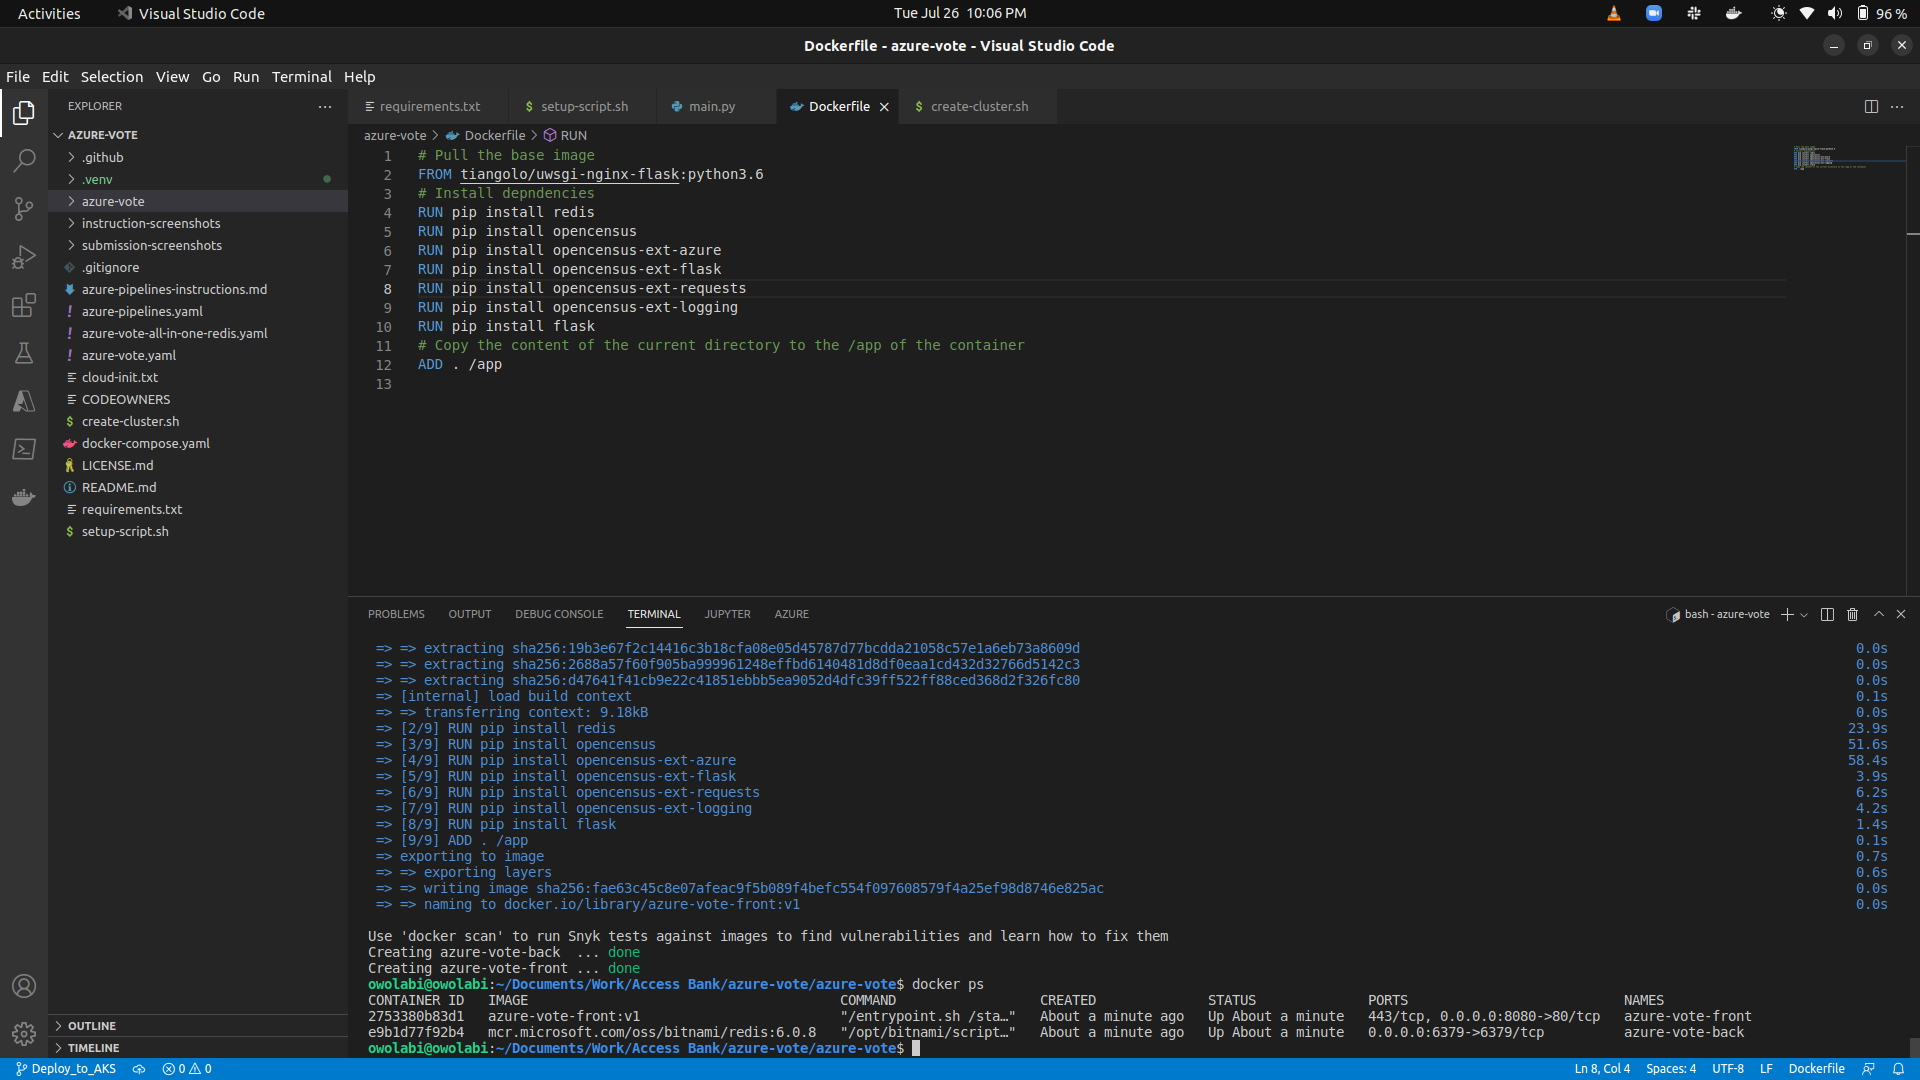 Activities Visual Studio Code Tue Jul 26 10:06 PM 96 %
Dockerfile - azure-vote - Visual Studio Code
File Edit Selection View Go Run Terminal Help
EXPLORER
AZURE-VOTE
.github
.venv
azure-vote
instruction-screenshots
submission-screenshots
.gitignore
azure-pipelines-instructions.md
azure-pipelines.yaml
azure-vote-all-in-one-redis.yaml
azure-vote.yaml
cloud-init.txt
CODEOWNERS
create-cluster.sh
docker-compose.yaml
LICENSE.md
README.md
requirements.txt
setup-script.sh
OUTLINE
TIMELINE
requirements.txt setup-script.sh main.py Dockerfile create-cluster.sh
azure-vote > Dockerfile > RUN
1 # Pull the base image
2 FROM tiangolo/uwsgi-nginx-flask:python3.6
3 # Install depndencies
4 RUN pip install redis
5 RUN pip install opencensus
6 RUN pip install opencensus-ext-azure
7 RUN pip install opencensus-ext-flask
8 RUN pip install opencensus-ext-requests
9 RUN pip install opencensus-ext-logging
10 RUN pip install flask
11 # Copy the content of the current directory to the /app of the container
12 ADD . /app
13
PROBLEMS OUTPUT DEBUG CONSOLE TERMINAL JUPYTER AZURE bash - azure-vote
=> => extracting sha256:19b3e67f2c14416c3b18cfa08e05d45787d77bcdda21058c57e1a6eb73a8609d 0.0s
=> => extracting sha256:2688a57f60f905ba999961248effbd6140481d8df0eaa1cd432d32766d5142c3 0.0s
=> => extracting sha256:d47641f41cb9e22c41851ebbb5ea9052d4dfc39ff522ff88ced368d2f326fc80 0.0s
=> [internal] load build context 0.1s
=> => transferring context: 9.18kB 0.0s
=> [2/9] RUN pip install redis 23.9s
=> [3/9] RUN pip install opencensus 51.6s
=> [4/9] RUN pip install opencensus-ext-azure 58.4s
=> [5/9] RUN pip install opencensus-ext-flask 3.9s
=> [6/9] RUN pip install opencensus-ext-requests 6.2s
=> [7/9] RUN pip install opencensus-ext-logging 4.2s
=> [8/9] RUN pip install flask 1.4s
=> [9/9] ADD . /app 0.1s
=> exporting to image 0.7s
=> => exporting layers 0.6s
=> => writing image sha256:fae63c45c8e07afeac9f5b089f4befc554f097608579f4a25ef98d8746e825ac 0.0s
=> => naming to docker.io/library/azure-vote-front:v1 0.0s
Use 'docker scan' to run Snyk tests against images to find vulnerabilities and learn how to fix them
Creating azure-vote-back ... done
Creating azure-vote-front ... done
owolabi@owolabi:~/Documents/Work/Access Bank/azure-vote/azure-vote$ docker ps
CONTAINER ID IMAGE COMMAND CREATED STATUS PORTS NAMES
2753380b83d1 azure-vote-front:v1 "/entrypoint.sh /sta…" About a minute ago Up About a minute 443/tcp, 0.0.0.0:8080->80/tcp azure-vote-front
e9b1d77f92b4 mcr.microsoft.com/oss/bitnami/redis:6.0.8 "/opt/bitnami/script…" About a minute ago Up About a minute 0.0.0.0:6379->6379/tcp azure-vote-back
owolabi@owolabi:~/Documents/Work/Access Bank/azure-vote/azure-vote$
Deploy_to_AKS 0 0 Ln 8, Col 4 Spaces: 4 UTF-8 LF Dockerfile